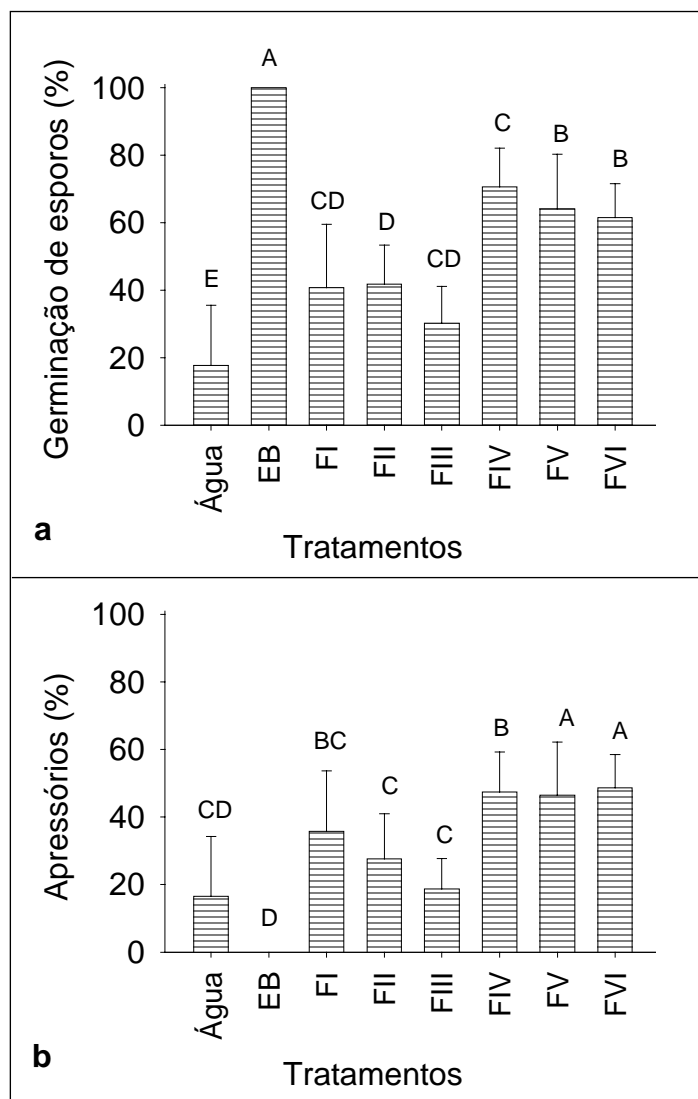 A
100
Germinação de esporos (%)
80
C
B
B
CD
60
D
CD
40
E
20
0
Água
EB
FI
FII
FIII
FIV
FV
FVI
a
Tratamentos
100
Apressórios (%)
80
A
A
B
60
BC
C
40
CD
C
20
D
0
Água
EB
FI
FII
FIII
FIV
FV
FVI
b
Tratamentos